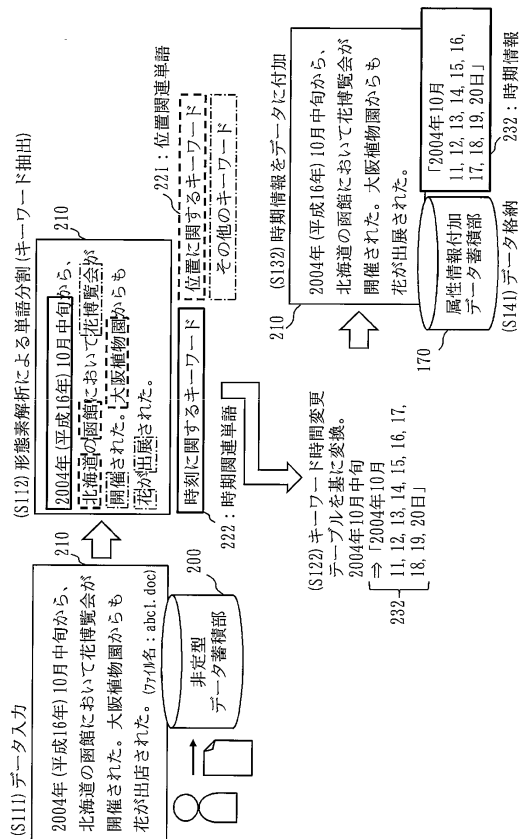 (S111)データ入力
210
2004年(平成16年)10月中旬から、
北海道の函館において花博覧会が
開催された。大阪植物園からも
花が出店された。(ファイル名:abc1.doc)
200
非定型
データ蓄積部
(S112)形態素解析による単語分割(キーワード抽出)
210
2004年(平成16年)10月中旬から、
北海道の函館において花博覧会が
開催された。大阪植物園からも
花が出展された。
時刻に関するキーワード
222:時期関連単語
221:位置関連単語
位置に関するキーワード
その他のキーワード
(S122)キーワード時間変更
テーブルを基に変換。
2004年10月中旬
⇒「2004年10月
11, 12, 13, 14, 15, 16, 17,
18, 19, 20日」
232
(S132)時期情報をデータに付加
210
2004年(平成16年)10月中旬から、
北海道の函館において花博覧会が
開催された。大阪植物園からも
花が出展された。
「2004年10月
11, 12, 13, 14, 15, 16,
17, 18, 19, 20日」
232:時期情報
170
属性情報付加
データ蓄積部
(S141)データ格納